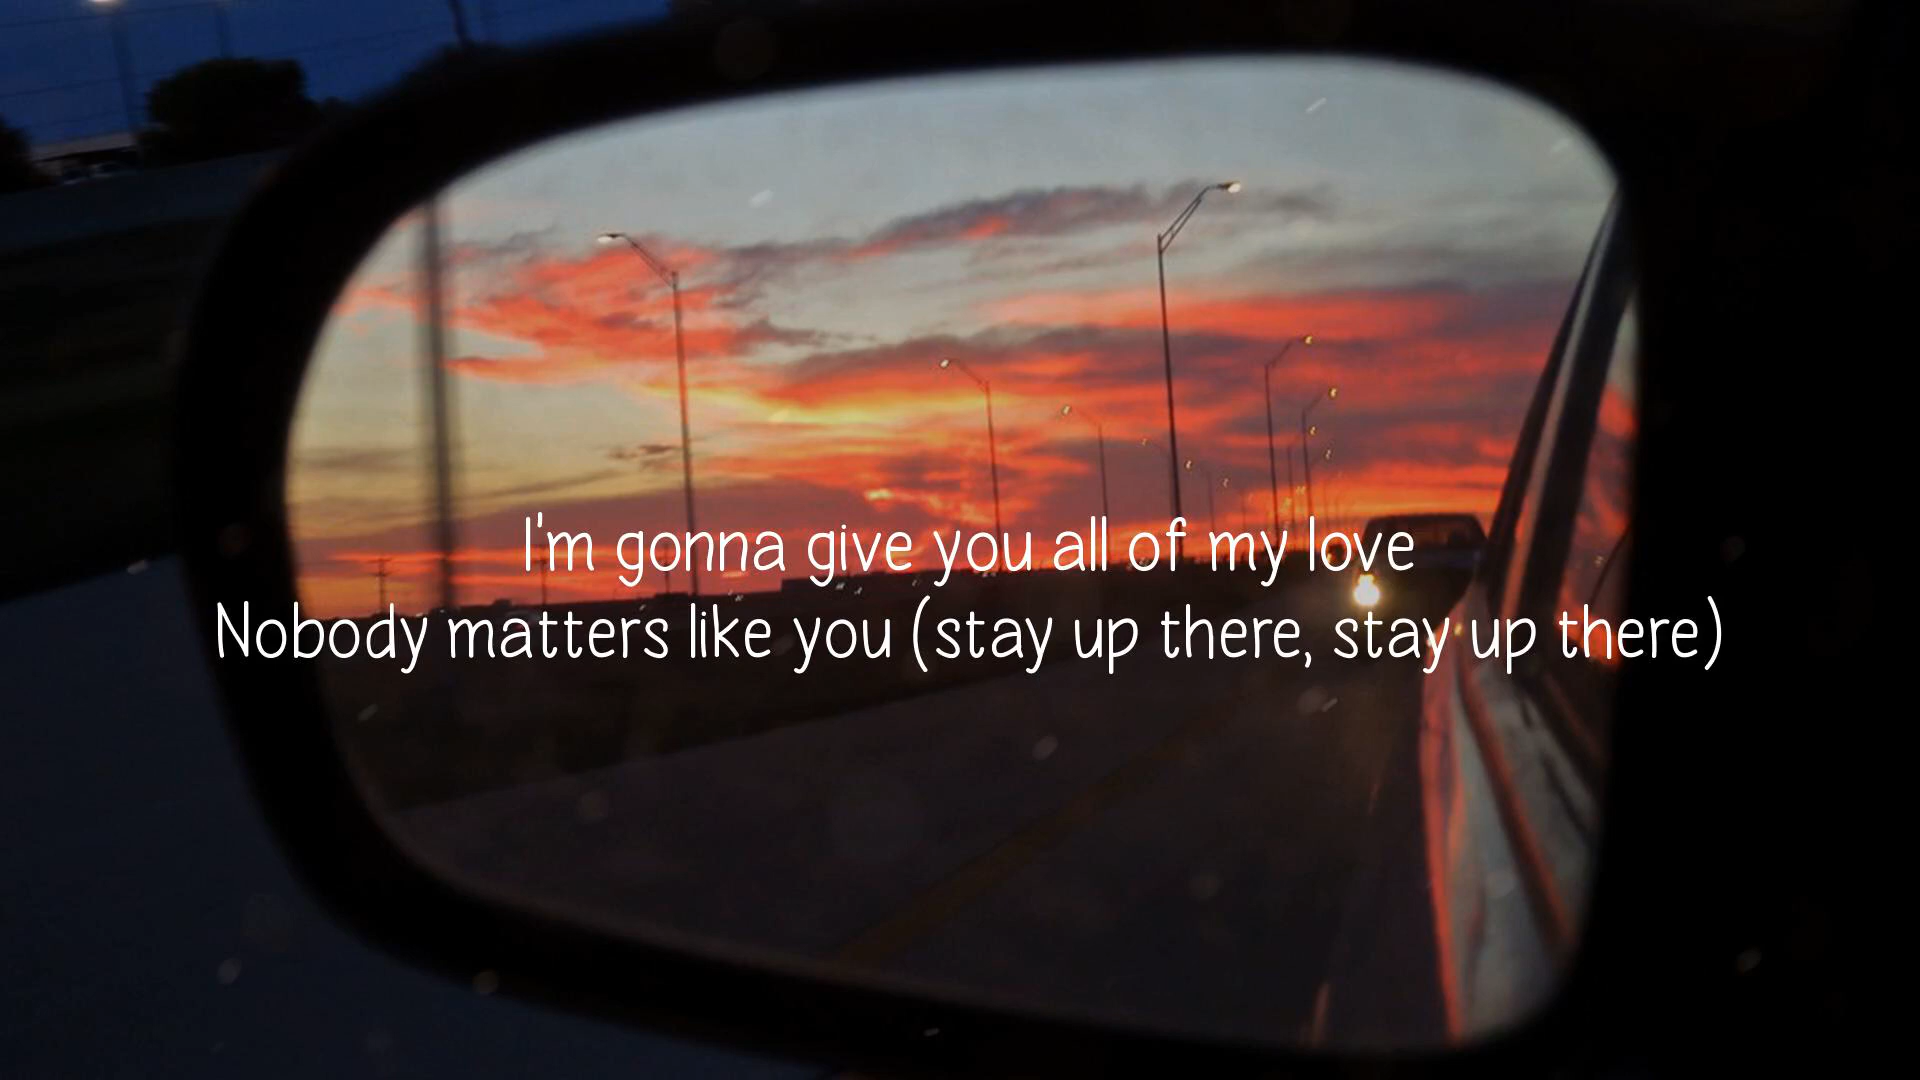 I'm gonna give you all of my love
Nobody matters like you (stay up there, stay up there)